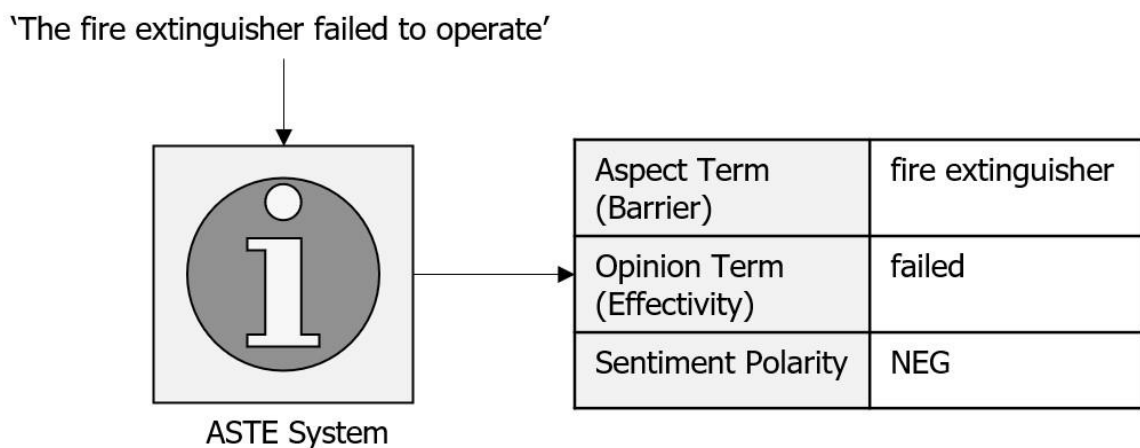 ‘The fire extinguisher failed to operate’
Aspect Term
(Barrier)
fire extinguisher
Opinion Term
(Effectivity)
failed
Sentiment Polarity
NEG
ASTE System